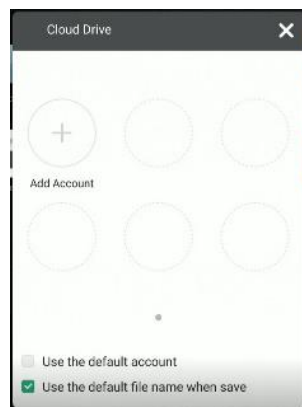 Cloud Drive
Add Account
Use the default account
Use the default file name when save